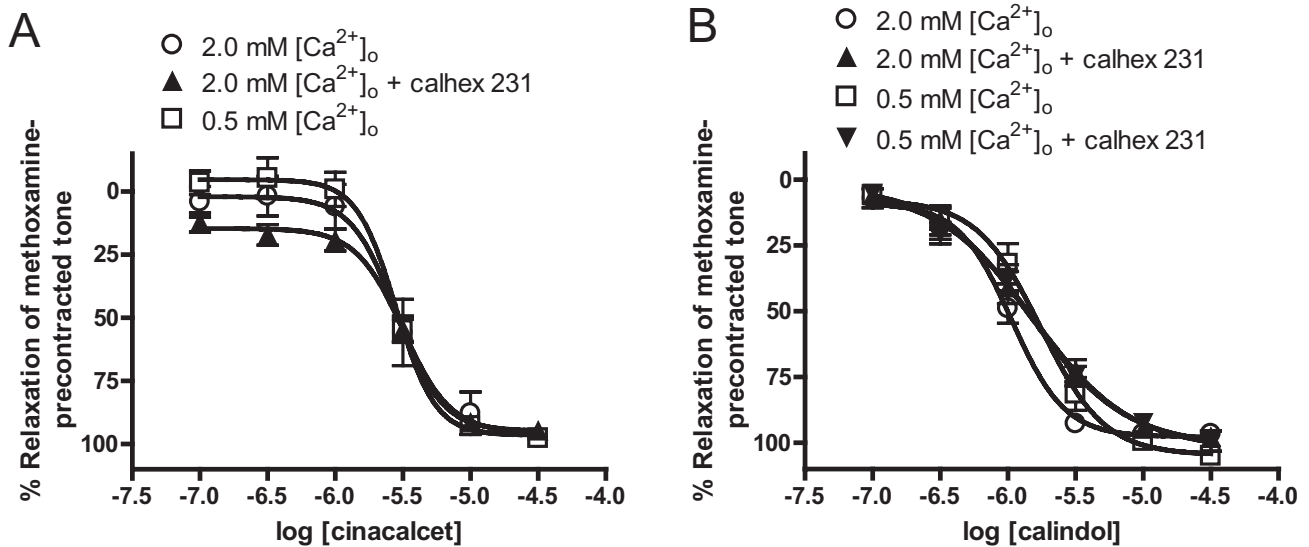 A
2.0 mM [Ca²⁺]ₒ
2.0 mM [Ca²⁺]ₒ + calhex 231
0.5 mM [Ca²⁺]ₒ
% Relaxation of methoxamine-
precontracted tone
0
25
50
75
100
-7.5 -7.0 -6.5 -6.0 -5.5 -5.0 -4.5 -4.0
log [cinacalcet]
B
2.0 mM [Ca²⁺]ₒ
2.0 mM [Ca²⁺]ₒ + calhex 231
0.5 mM [Ca²⁺]ₒ
0.5 mM [Ca²⁺]ₒ + calhex 231
% Relaxation of methoxamine-
precontracted tone
0
25
50
75
100
-7.5 -7.0 -6.5 -6.0 -5.5 -5.0 -4.5 -4.0
log [calindol]